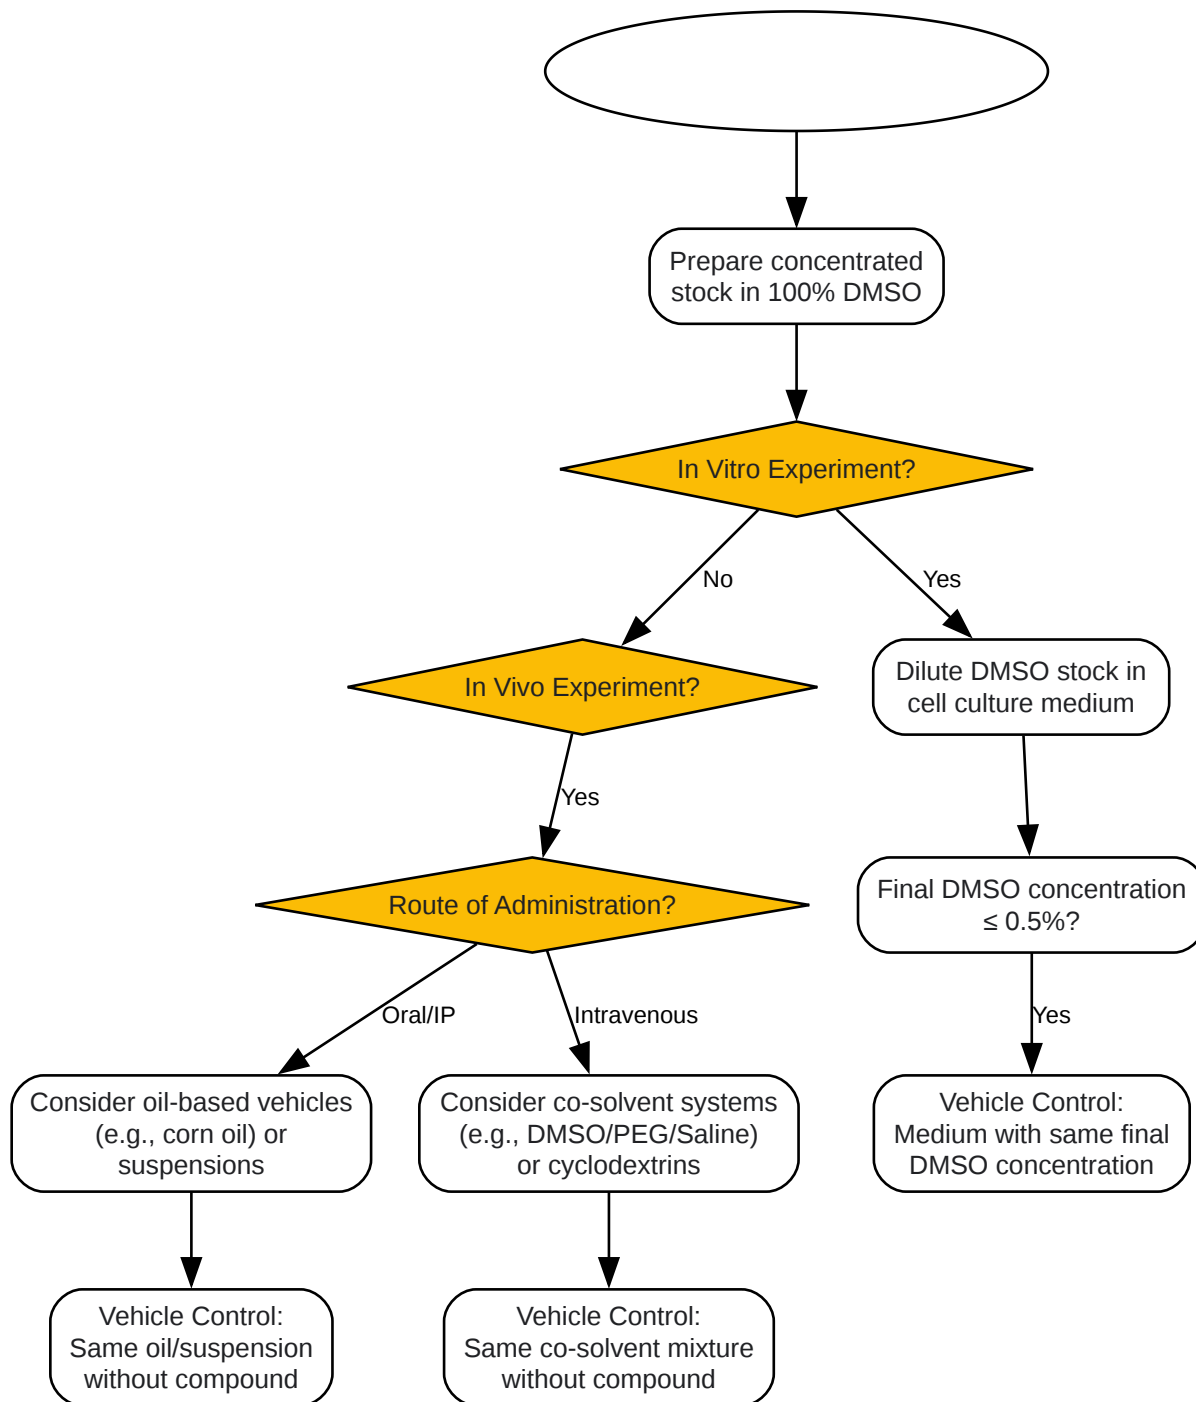 Prepare concentrated
stock in 100% DMSO
In Vitro Experiment?
No
Yes
In Vivo Experiment?
Dilute DMSO stock in
cell culture medium
Yes
Route of Administration?
Final DMSO concentration
≤ 0.5%?
Oral/IP
Intravenous
Yes
Consider oil-based vehicles
(e.g., corn oil) or
suspensions
Consider co-solvent systems
(e.g., DMSO/PEG/Saline)
or cyclodextrins
Vehicle Control:
Medium with same final
DMSO concentration
Vehicle Control:
Same oil/suspension
without compound
Vehicle Control:
Same co-solvent mixture
without compound